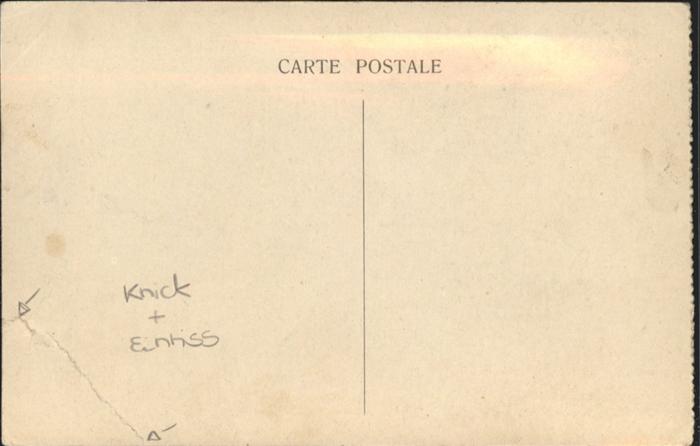 CARTE POSTALE
Knick
+
Einriss